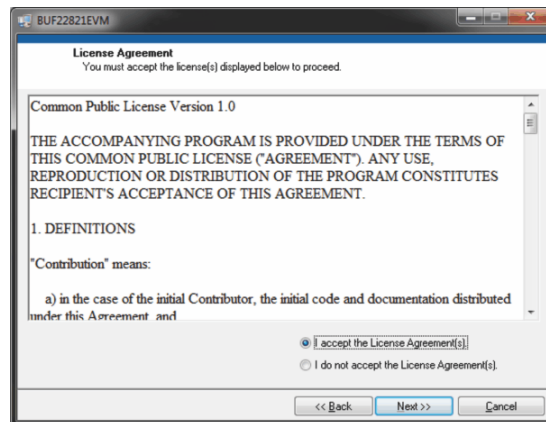 BUF22821EVM
License Agreement
You must accept the license(s) displayed below to proceed.
Common Public License Version 1.0
THE ACCOMPANYING PROGRAM IS PROVIDED UNDER THE TERMS OF
THIS COMMON PUBLIC LICENSE ("AGREEMENT"). ANY USE,
REPRODUCTION OR DISTRIBUTION OF THE PROGRAM CONSTITUTES
RECIPIENT'S ACCEPTANCE OF THIS AGREEMENT.
1. DEFINITIONS
"Contribution" means:
a) in the case of the initial Contributor, the initial code and documentation distributed
under this Agreement, and
I accept the License Agreement(s).
I do not accept the License Agreement(s).
<< Back
Next >>
Cancel